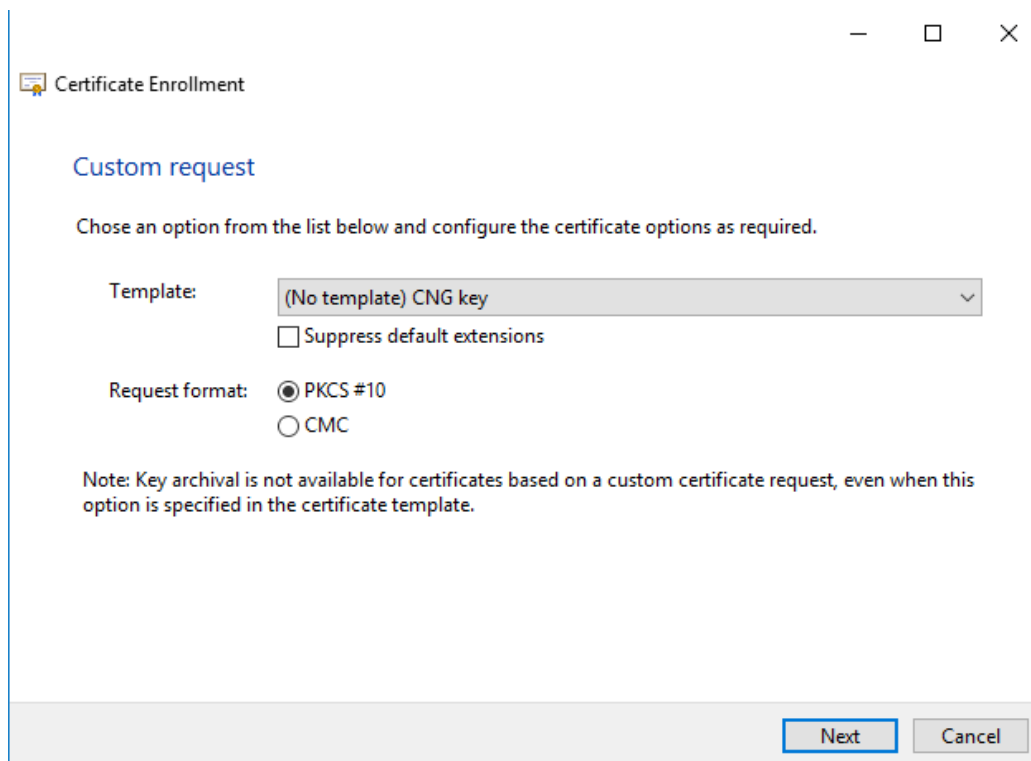 Certificate Enrollment
Custom request
Chose an option from the list below and configure the certificate options as required.
Template:
(No template) CNG key
Suppress default extensions
Request format:
PKCS #10
CMC
Note: Key archival is not available for certificates based on a custom certificate request, even when this
option is specified in the certificate template.
Next
Cancel